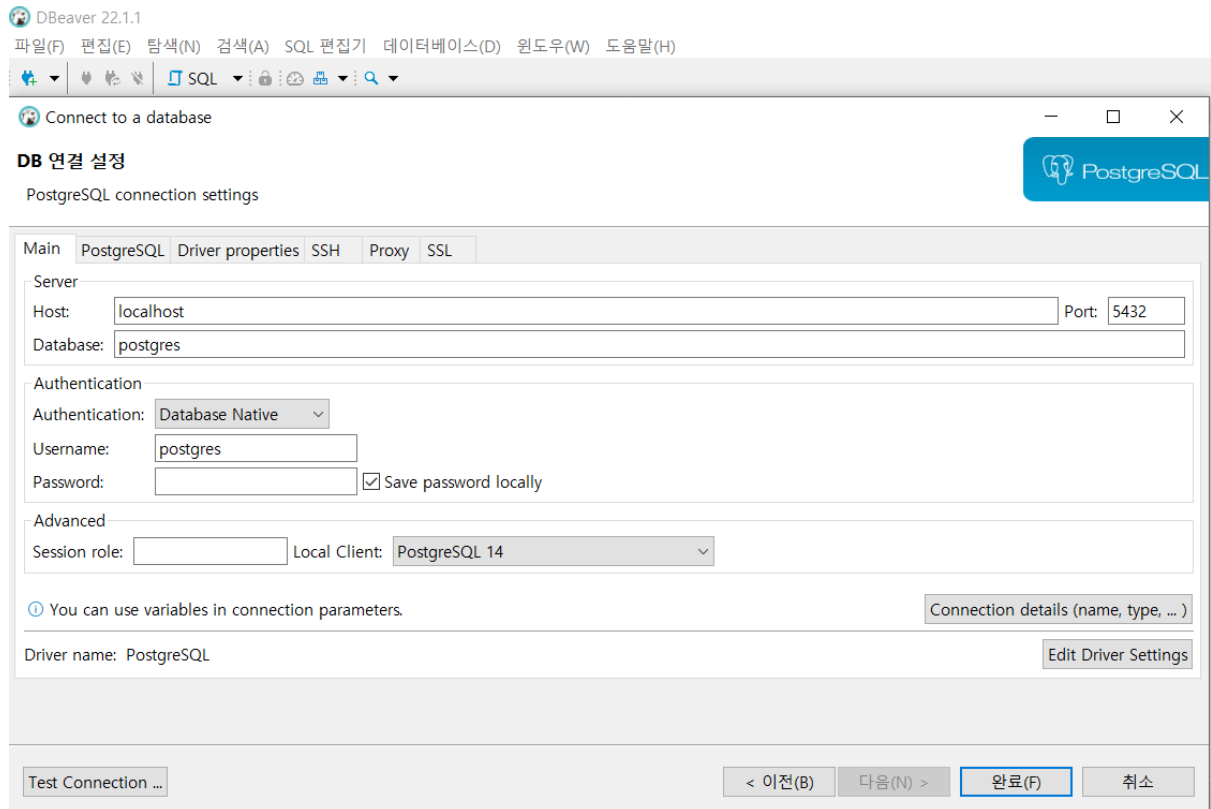 DBeaver 22.1.1
파일(F) 편집(E) 탐색(N) 검색(A) SQL 편집기 데이터베이스(D) 윈도우(W) 도움말(H)
SQL
Connect to a database
DB 연결 설정
PostgreSQL connection settings
PostgreSQL
Main PostgreSQL Driver properties SSH Proxy SSL
Server
Host: localhost Port: 5432
Database: postgres
Authentication
Authentication: Database Native
Username: postgres
Password: Save password locally
Advanced
Session role: Local Client: PostgreSQL 14
You can use variables in connection parameters.
Connection details (name, type, ... )
Driver name: PostgreSQL
Edit Driver Settings
Test Connection ... < 이전(B) 다음(N) > 완료(F) 취소